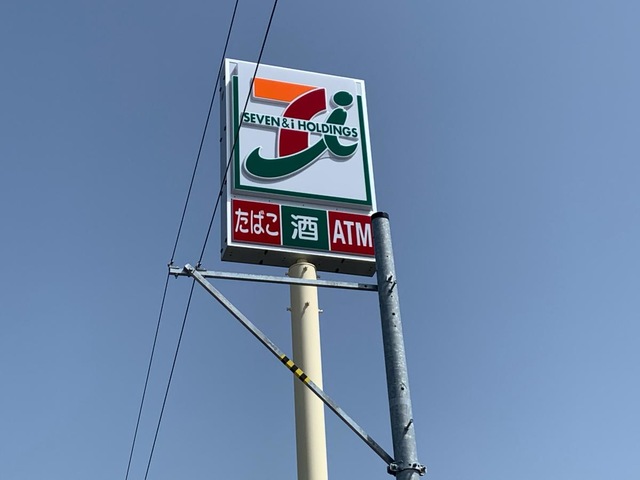 SEVEN & i HOLDINGS
たばこ 酒 ATM